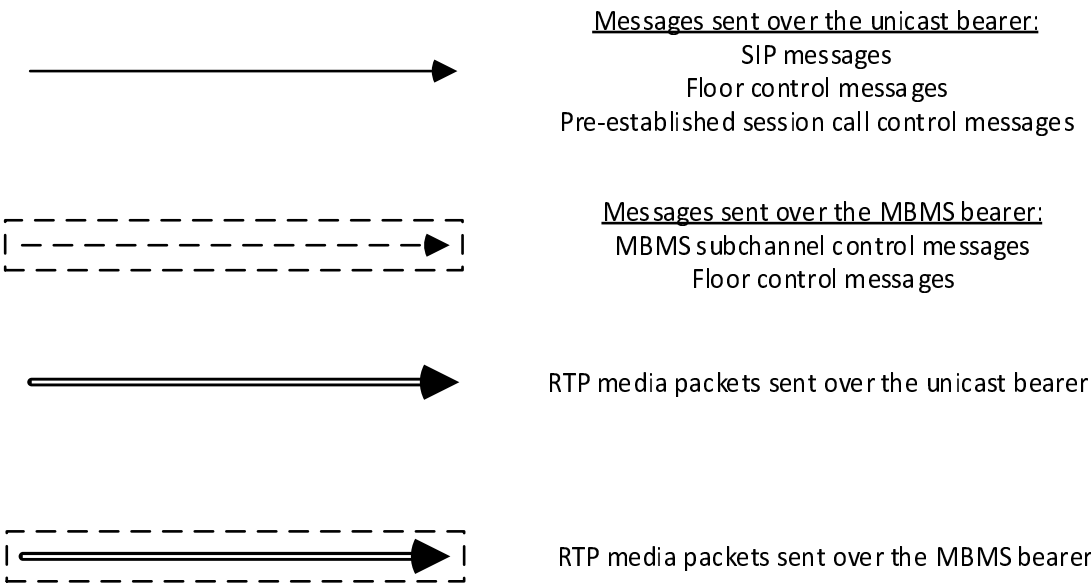 Messages sent over the unicast bearer:
SIP messages
Floor control messages
Pre-established session call control messages
Messages sent over the MBMS bearer:
MBMS subchannel control messages
Floor control messages
RTP media packets sent over the unicast bearer
RTP media packets sent over the MBMS bearer